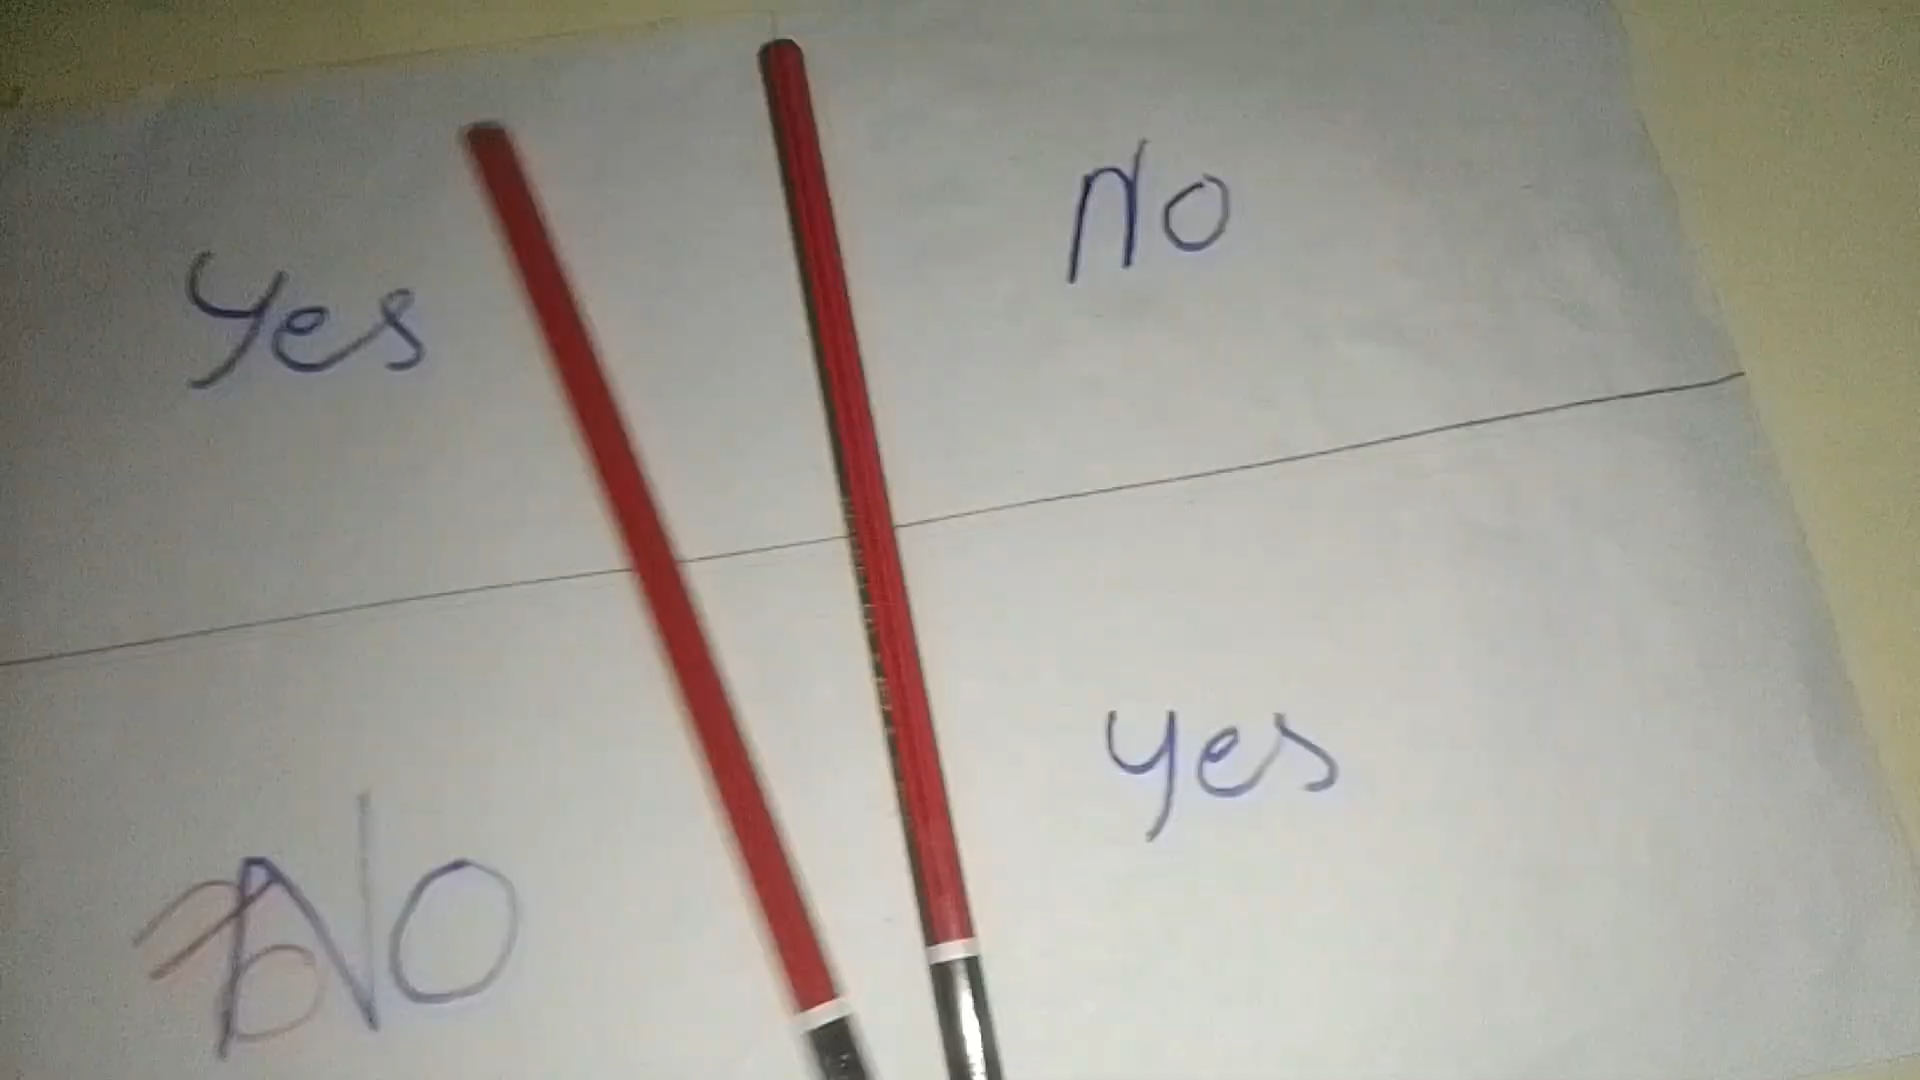 Yes
No
No
yes